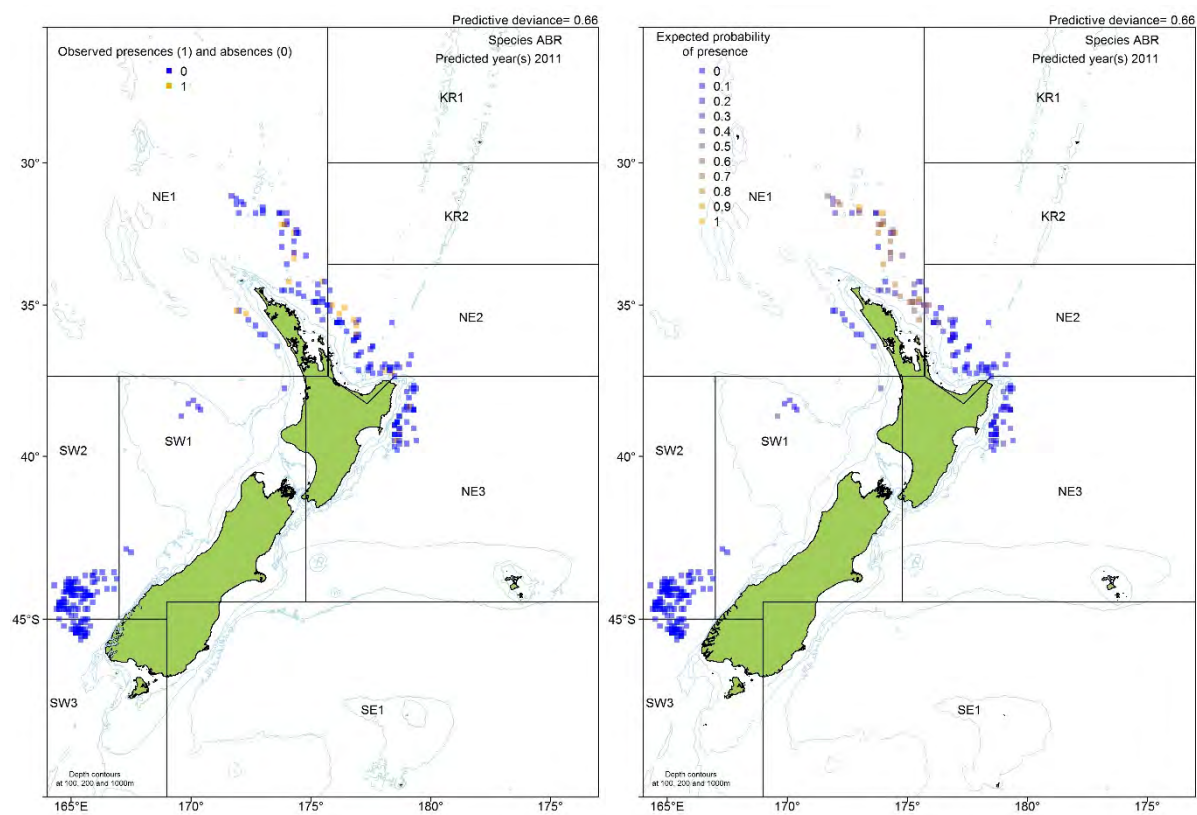 Predictive deviance= 0.66
Observed presences (1) and absences (0)
0
1
Species ABR
Predicted year(s) 2011
KR1
30°
NE1
KR2
35°
NE2
SW2
SW1
40°
NE3
45°S
SW3
SE1
Depth contours
at 100, 200 and 1000m
165°E
170°
175°
180°
175°
Predictive deviance= 0.66
Expected probability
of presence
0
0.1
0.2
0.3
0.4
0.5
0.6
0.7
0.8
0.9
1
Species ABR
Predicted year(s) 2011
KR1
30°
NE1
KR2
35°
NE2
SW2
SW1
40°
NE3
45°S
SW3
SE1
Depth contours
at 100, 200 and 1000m
165°E
170°
175°
180°
175°